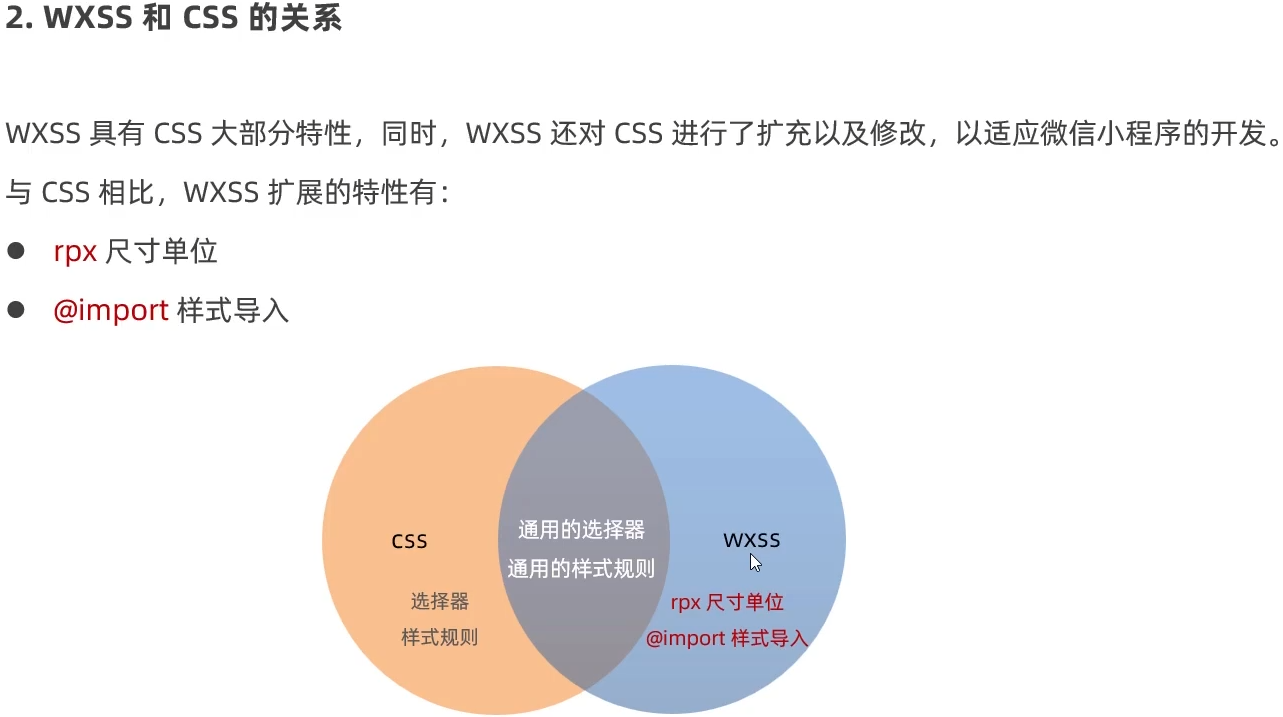 2. WXSS 和 CSS 的关系
WXSS 具有 CSS 大部分特性，同时，WXSS 还对 CSS 进行了扩充以及修改，以适应微信小程序的开发。
与 CSS 相比，WXSS 扩展的特性有：
● rpx 尺寸单位
● @import 样式导入
CSS
选择器
样式规则
通用的选择器
通用的样式规则
WXSS
rpx 尺寸单位
@import 样式导入